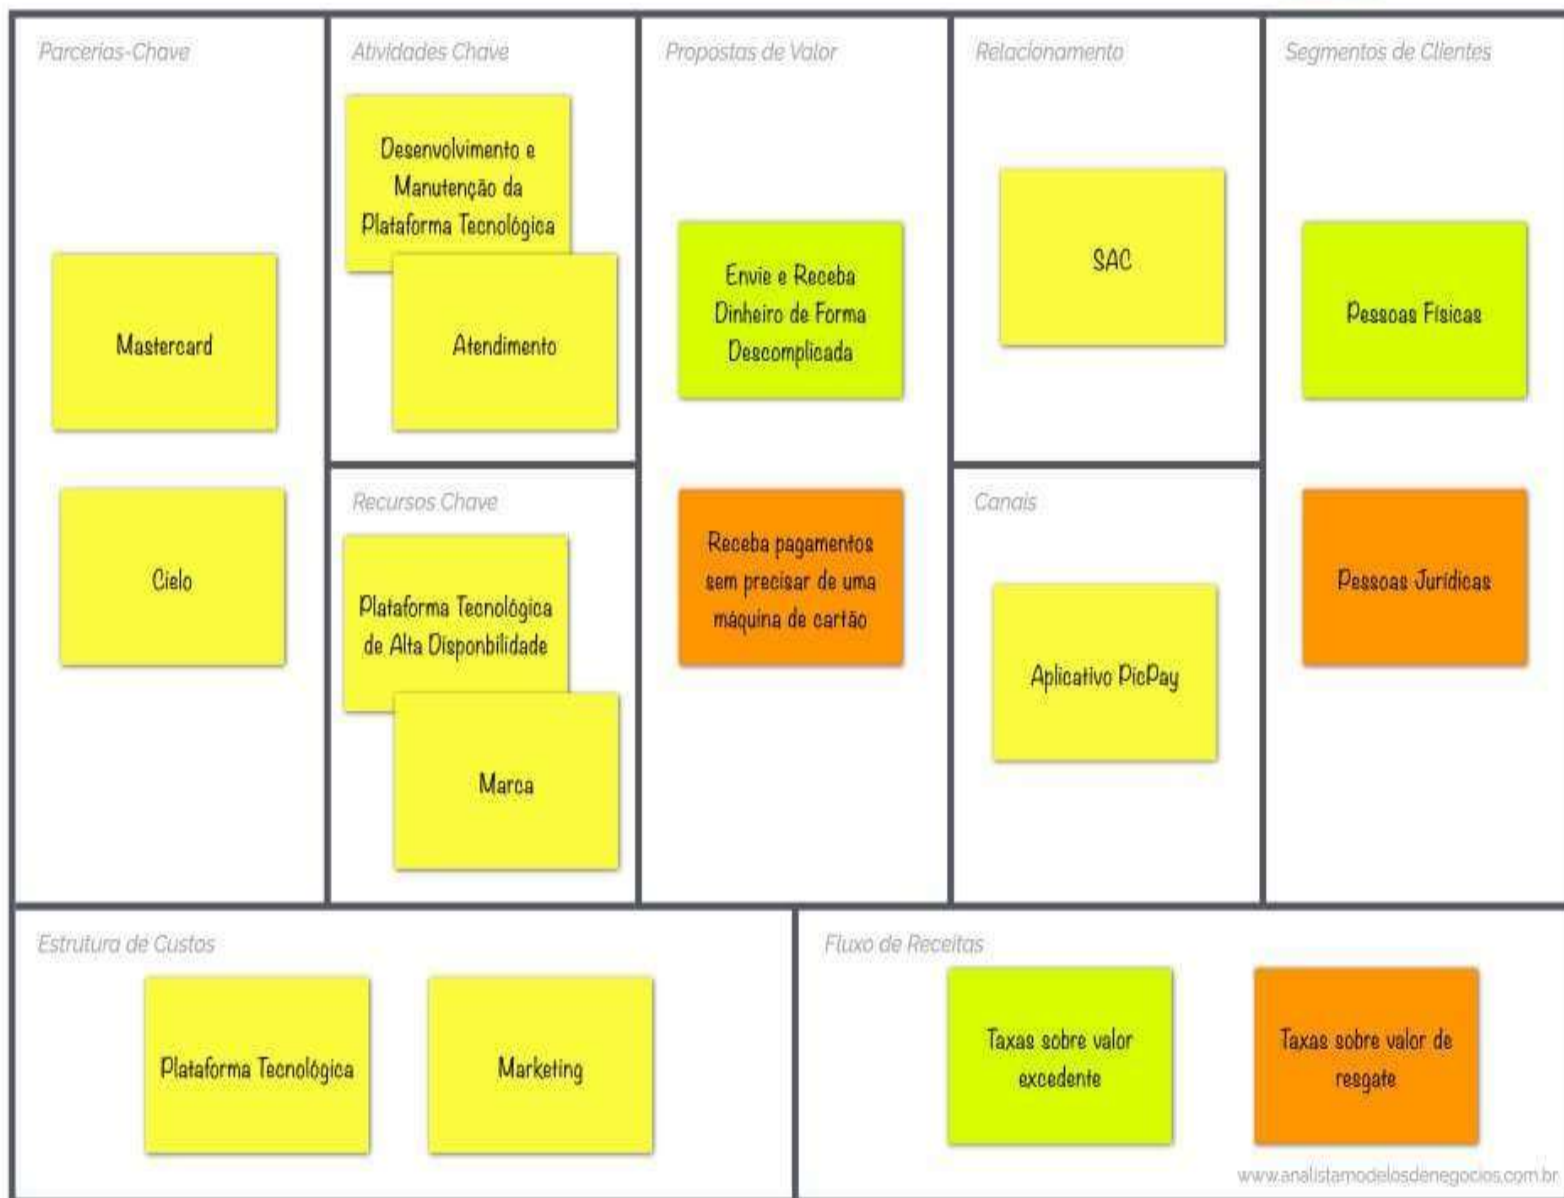 Parcerias-Chave
Mastercard
Cielo
Atividades Chave
Desenvolvimento e
Manutenção da
Plataforma Tecnológica
Atendimento
Recursos Chave
Plataforma Tecnológica
de Alta Disponbilidade
Marca
Propostas de Valor
Envie e Receba
Dinheiro de Forma
Descomplicada
Receba pagamentos
sem precisar de uma
máquina de cartão
Relacionamento
SAC
Canais
Aplicativo PicPay
Segmentos de Clientes
Pessoas Físicas
Pessoas Jurídicas
Estrutura de Custos
Plataforma Tecnológica
Marketing
Fluxo de Receitas
Taxas sobre valor
excedente
Taxas sobre valor de
resgate
www.analistamodelosdenegocios.com.br